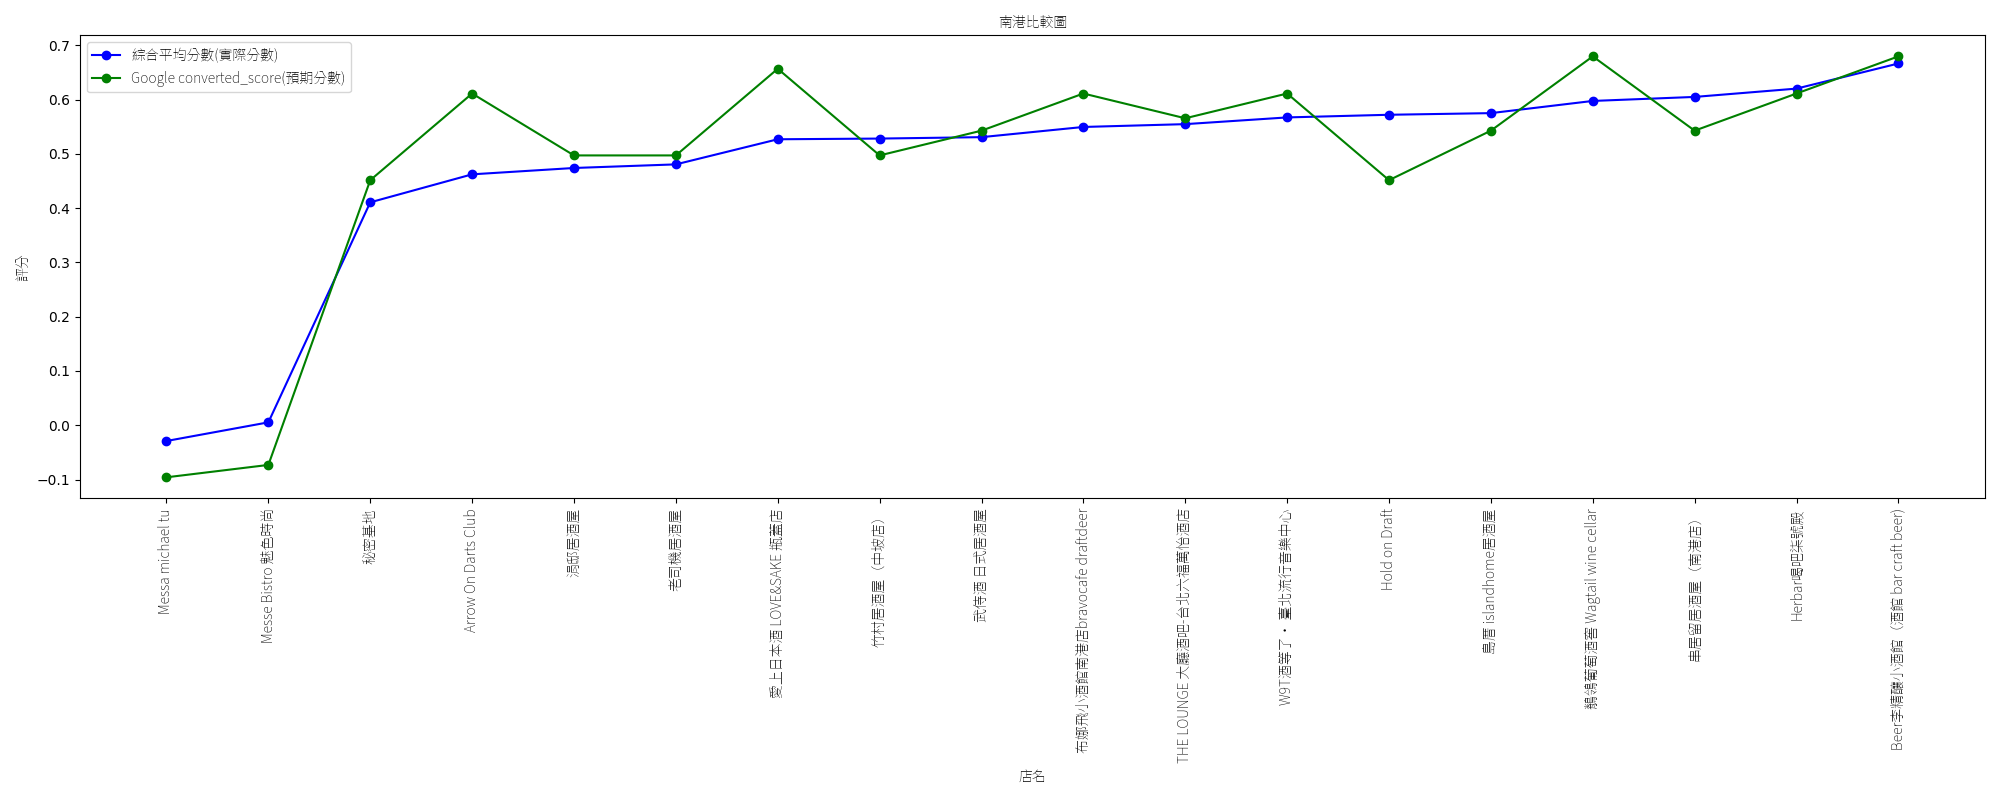 南港比較圖
綜合平均分數(實際分數)
Google converted_score(預期分數)
評分
0.7
0.6
0.5
0.4
0.3
0.2
0.1
0.0
−0.1
Messa michael tu
Messe Bistro 魅色時尚
秘密基地
Arrow On Darts Club
渦邸居酒屋
老司機居酒屋
愛上日本酒 LOVE&SAKE 瓶蓋店
竹村居酒屋（中坡店）
武侍酒 日式居酒屋
布娜飛小酒館南港店bravocafe draftdeer
THE LOUNGE 大廳酒吧-台北六福萬怡酒店
W9T酒等了・臺北流行音樂中心
Hold on Draft
島厝 islandhome居酒屋
鶺鴒葡萄酒窖 Wagtail wine cellar
串居留居酒屋（南港店）
Herbar喝吧柒號殿
Beer李精釀小酒館（酒館 bar craft beer)
店名